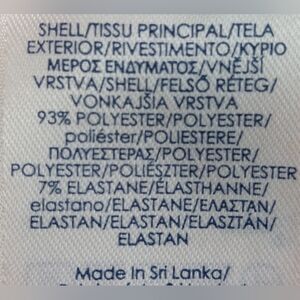 SHELL/TISSU PRINCIPAL/TELA
EXTERIOR/RIVESTIMENTO/ΚΥΡΙΟ
ΜΕΡΟΣ ΕΝΔΥΜΑΤΟΣ/VNĚJŠÍ
VRSTVA/SHELL/FELSŐ RÉTEG/
VONKAJŠIA VRSTVA
93% POLYESTER/POLYESTER/
poliéster/POLIESTERE/
ΠΟΛΥΕΣΤΕΡΑΣ/POLYESTER/
POLYESTER/POLIÉSZTER/POLYESTER
7% ELASTANE/ÉLASTHANNE/
elastano/ELASTANE/ΕΛΑΣΤΑΝ/
ELASTAN/ELASTAN/ELASZTÁN/
ELASTAN
Made In Sri Lanka/